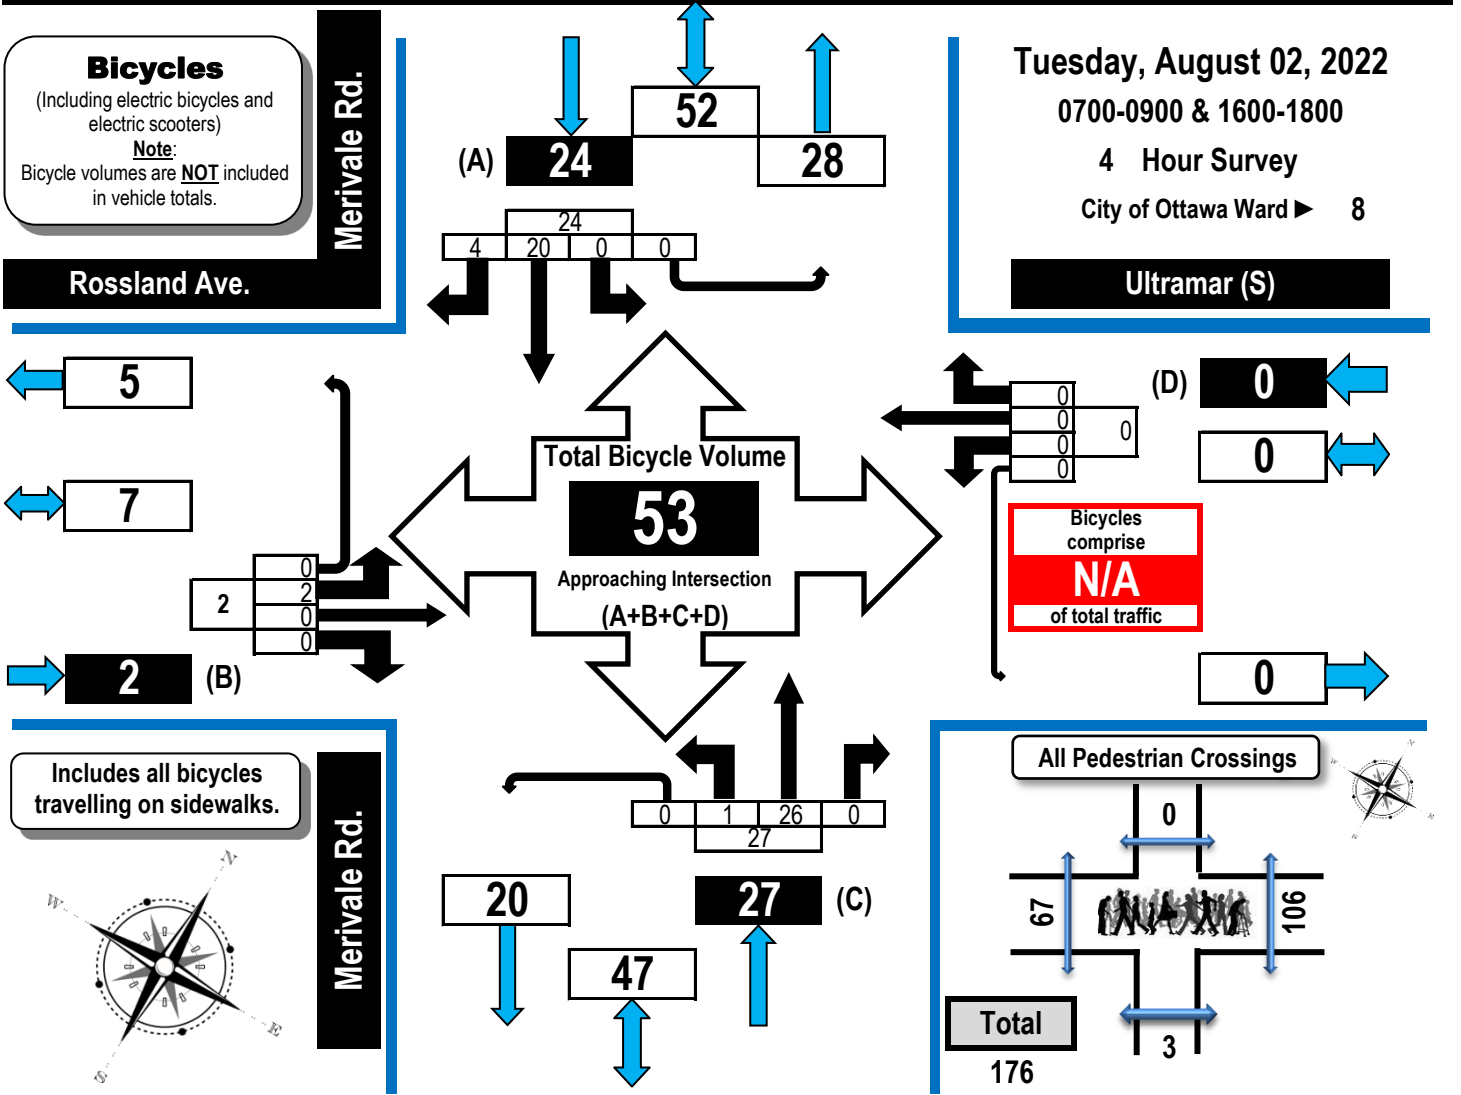 Bicycles
(Including electric bicycles and
electric scooters)
Note:
Bicycle volumes are NOT included
in vehicle totals.
Merivale Rd.
Rossland Ave.
52
(A)
24
28
24
4 20 0 0
Tuesday, August 02, 2022
0700-0900 & 1600-1800
4 Hour Survey
City of Ottawa Ward ► 8
Ultramar (S)
5
7
0
2
0
0
2
2
(B)
Total Bicycle Volume
53
Approaching Intersection
(A+B+C+D)
0
0
0
0
0
(D)
0
0
Bicycles
comprise
N/A
of total traffic
0
Includes all bicycles
travelling on sidewalks.
Merivale Rd.
N
W
E
S
0 1 26 0
27
20
27
(C)
47
All Pedestrian Crossings
N
W
E
S
0
67
106
3
Total
176